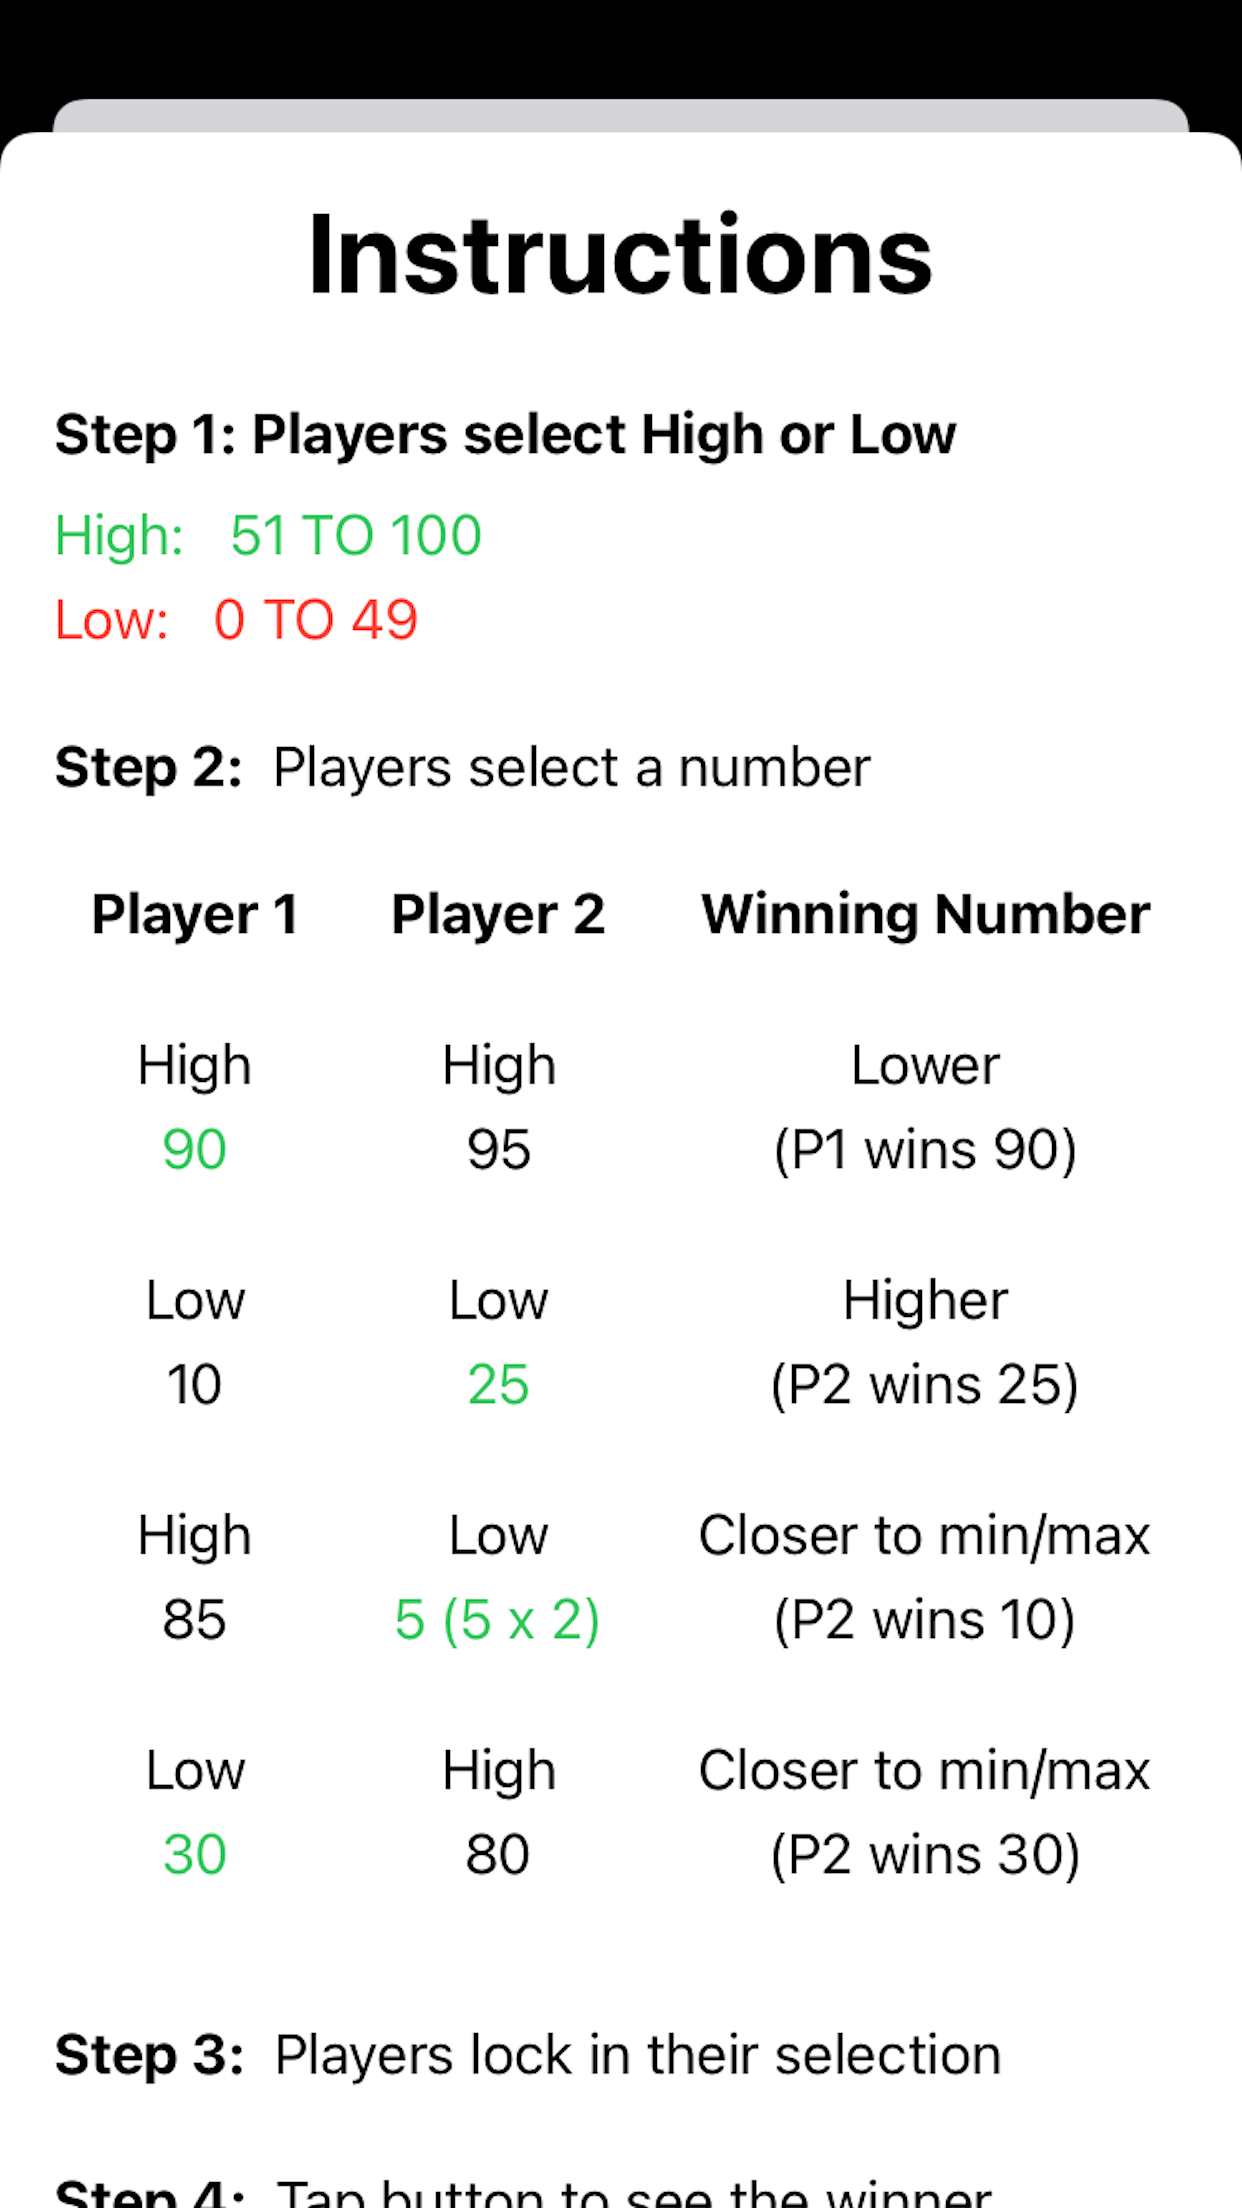 Instructions
Step 1: Players select High or Low
High: 51 TO 100
Low: 0 TO 49
Step 2: Players select a number
Player 1 Player 2 Winning Number
High High Lower
90 95 (P1 wins 90)
Low Low Higher
10 25 (P2 wins 25)
High Low Closer to min/max
85 5 (5 x 2) (P2 wins 10)
Low High Closer to min/max
30 80 (P2 wins 30)
Step 3: Players lock in their selection
Step 4: Tap button to see the winner